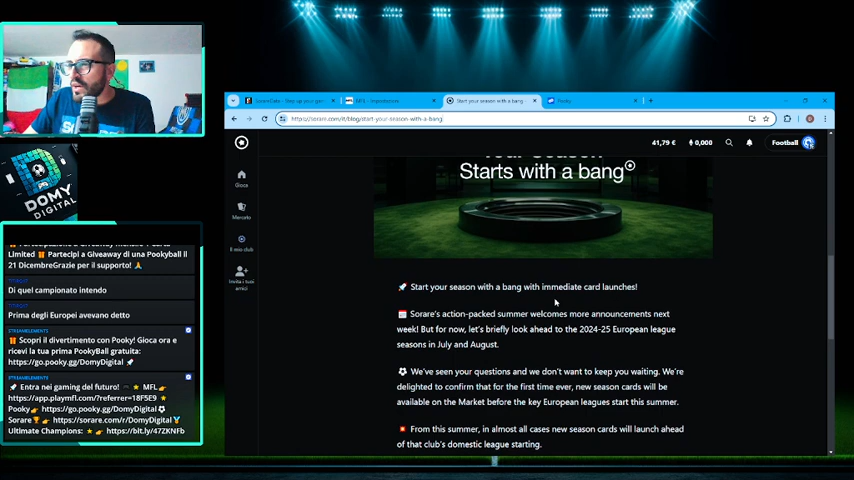 Start your season with a bang
Pooky
https://sorare.com/it/blog/start-your-season-with-a-bang
41,79 €
0,000
Football
Gioca
Mercato
Il mio club
Invita i tuoi
amici
Starts with a bang
🚀 Start your season with a bang with immediate card launches!
🗓️ Sorare's action-packed summer welcomes more announcements next
week! But for now, let's briefly look ahead to the 2024-25 European league
seasons in July and August.
⚽ We've seen your questions and we don't want to keep you waiting. We're
delighted to confirm that for the first time ever, new season cards will be
available on the Market before the key European leagues start this summer.
💥 From this summer, in almost all cases new season cards will launch ahead
of that club's domestic league starting.
DOMY
DIGITAL
Limited 🎁 Partecipi a Giveaway di una Pookyball il
21 DicembreGrazie per il supporto! 🙏
Di quel campionato intendo
Prima degli Europei avevano detto
STREAMELEMENTS
🎁 Scopri il divertimento con Pooky! Gioca ora e
ricevi la tua prima PookyBall gratuita:
https://go.pooky.gg/DomyDigital 🚀
STREAMELEMENTS
🚀 Entra nei gaming del futuro! ⭐ MFL 👉
https://app.playmfl.com/?referrer=18F5E9 ⭐
Pooky 👉 https://go.pooky.gg/DomyDigital ⚽
Sorare 🏆 👉 https://sorare.com/r/DomyDigital 🏅
Ultimate Champions: ⭐ 👉 https://bit.ly/47ZKNFb